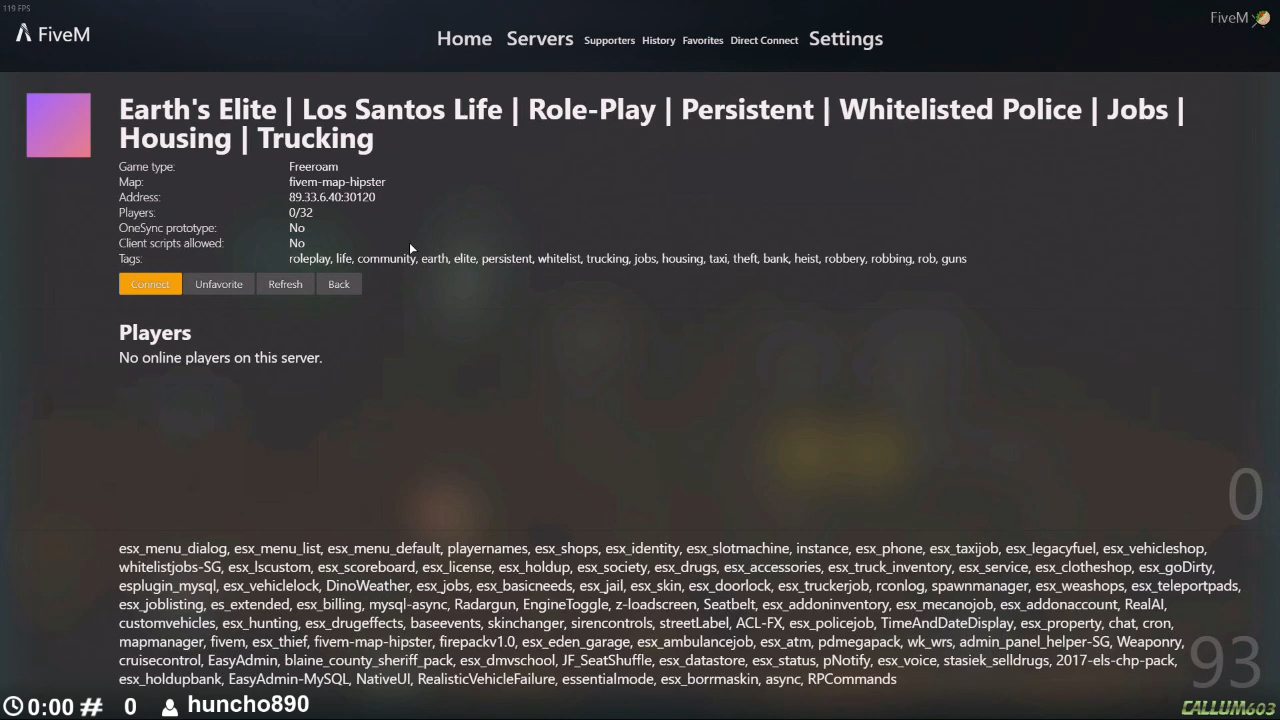 119 FPS
FiveM
Home Servers Supporters History Favorites Direct Connect Settings
FiveM
Earth's Elite | Los Santos Life | Role-Play | Persistent | Whitelisted Police | Jobs |
Housing | Trucking
Game type: Freeroam
Map: fivem-map-hipster
Address: 89.33.6.40:30120
Players: 0/32
OneSync prototype: No
Client scripts allowed: No
Tags: roleplay, life, community, earth, elite, persistent, whitelist, trucking, jobs, housing, taxi, theft, bank, heist, robbery, robbing, rob, guns
Connect Unfavorite Refresh Back
Players
No online players on this server.
0
esx_menu_dialog, esx_menu_list, esx_menu_default, playernames, esx_shops, esx_identity, esx_slotmachine, instance, esx_phone, esx_taxijob, esx_legacyfuel, esx_vehicleshop,
whitelistjobs-SG, esx_lscustom, esx_scoreboard, esx_license, esx_holdup, esx_society, esx_drugs, esx_accessories, esx_truck_inventory, esx_service, esx_clotheshop, esx_goDirty,
esplugin_mysql, esx_vehiclelock, DinoWeather, esx_jobs, esx_basicneeds, esx_jail, esx_skin, esx_doorlock, esx_truckerjob, rconlog, spawnmanager, esx_weashops, esx_teleportpads,
esx_joblisting, es_extended, esx_billing, mysql-async, Radargun, EngineToggle, z-loadscreen, Seatbelt, esx_addoninventory, esx_mecanojob, esx_addonaccount, RealAI,
customvehicles, esx_hunting, esx_drugeffects, baseevents, skinchanger, sirencontrols, streetLabel, ACL-FX, esx_policejob, TimeAndDateDisplay, esx_property, chat, cron,
mapmanager, fivem, esx_thief, fivem-map-hipster, firepackv1.0, esx_eden_garage, esx_ambulancejob, esx_atm, pdmegapack, wk_wrs, admin_panel_helper-SG, Weaponry,
cruisecontrol, EasyAdmin, blaine_county_sheriff_pack, esx_dmvschool, JF_SeatShuffle, esx_datastore, esx_status, pNotify, esx_voice, stasiek_selldrugs, 2017-els-chp-pack,
esx_holdupbank, EasyAdmin-MySQL, NativeUI, RealisticVehicleFailure, essentialmode, esx_borrmaskin, async, RPCommands
93
0:00 # 0 huncho890
CALLUM603